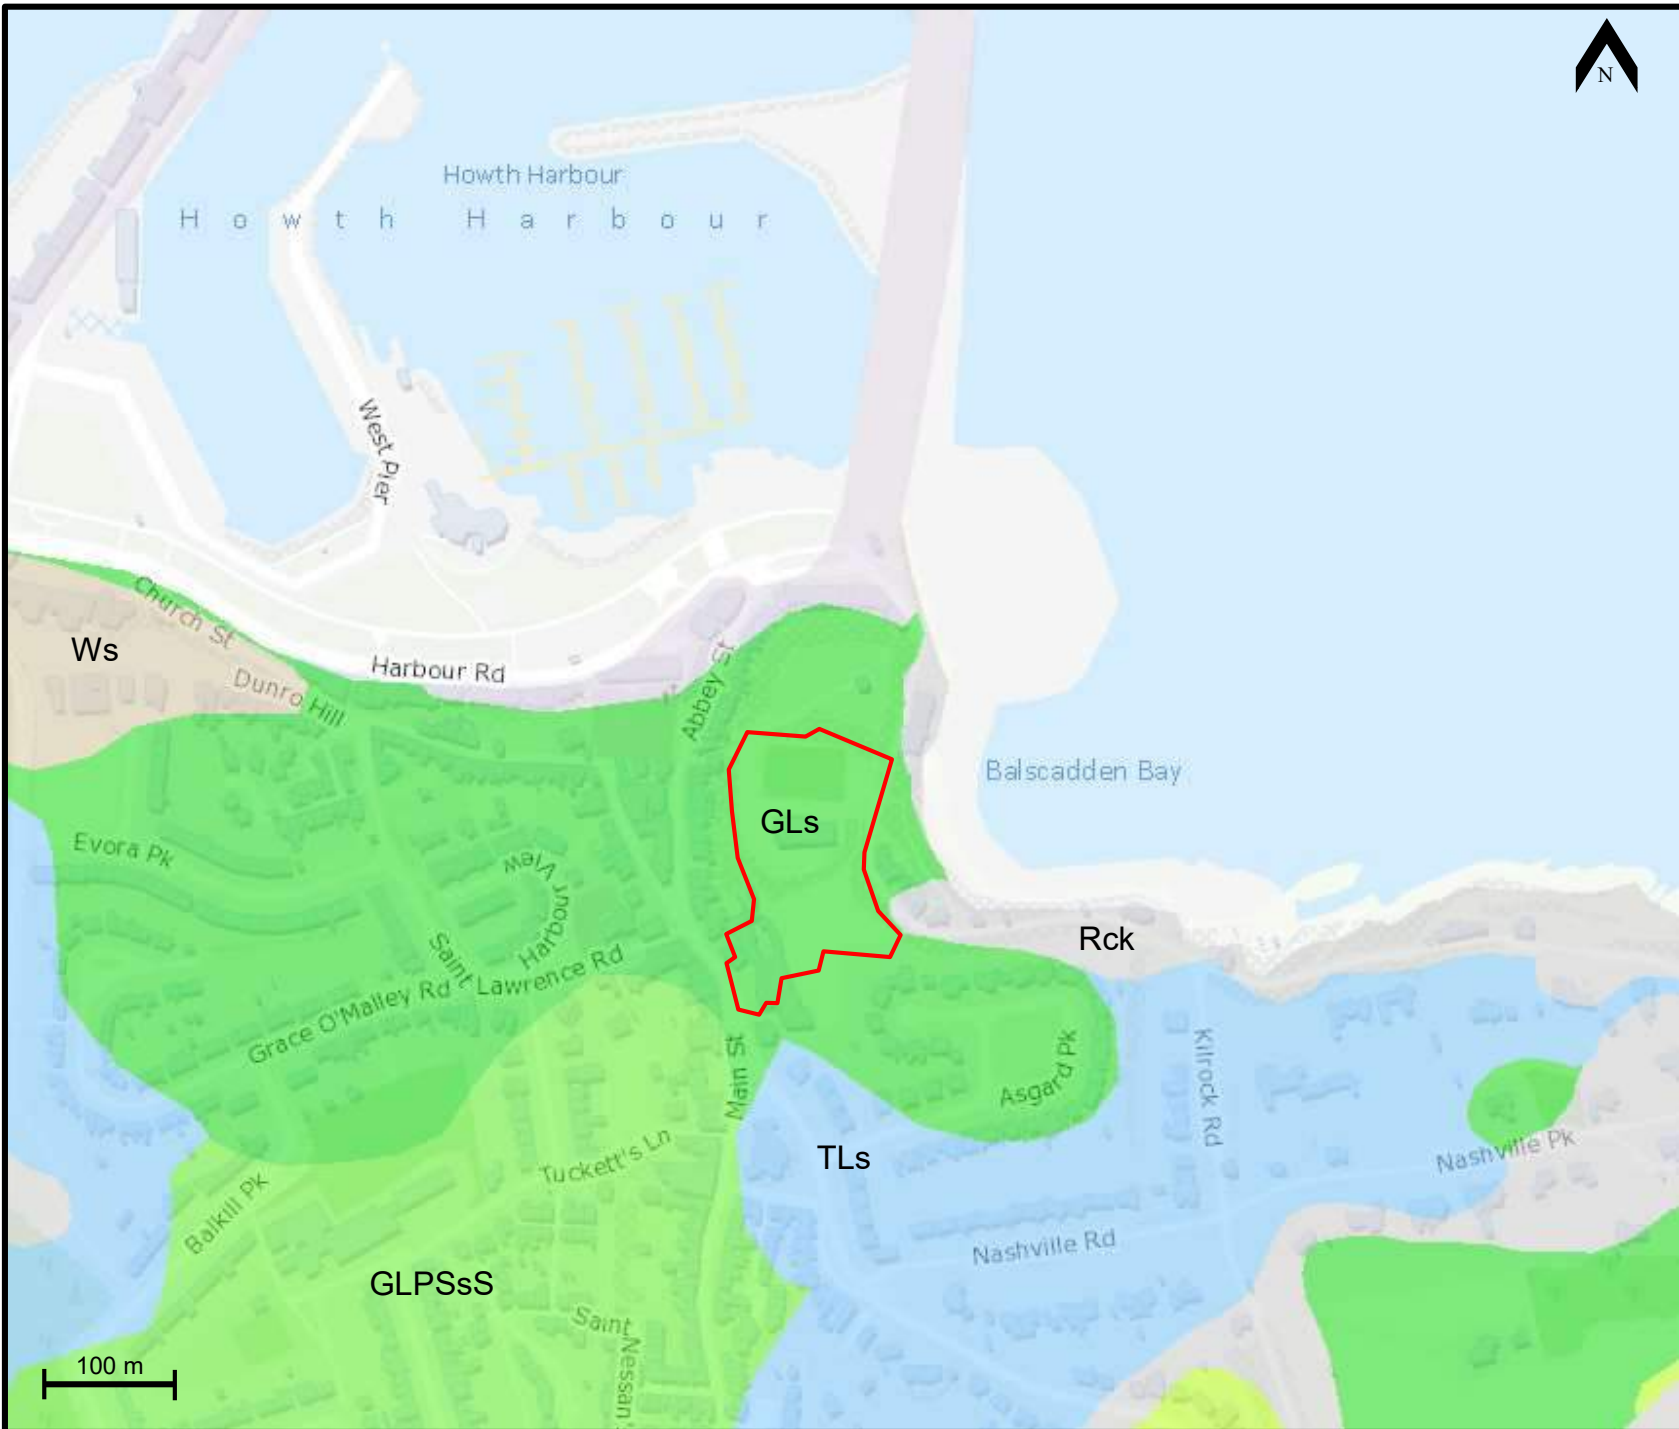 N
Howth Harbour
Howth Harbour
West Pier
Church St
Ws
Harbour Rd
Dunro Hill
Abbey St
Balscadden Bay
GLs
Evora Pk
Harbour View
Rck
Saint Lawrence Rd
Grace O'Malley Rd
Main St
Kilrock Rd
Asgard Pk
Tuckett's Ln
TLs
Nashville Pk
Balkill Pk
Nashville Rd
GLPSsS
Saint Nessan'
100 m